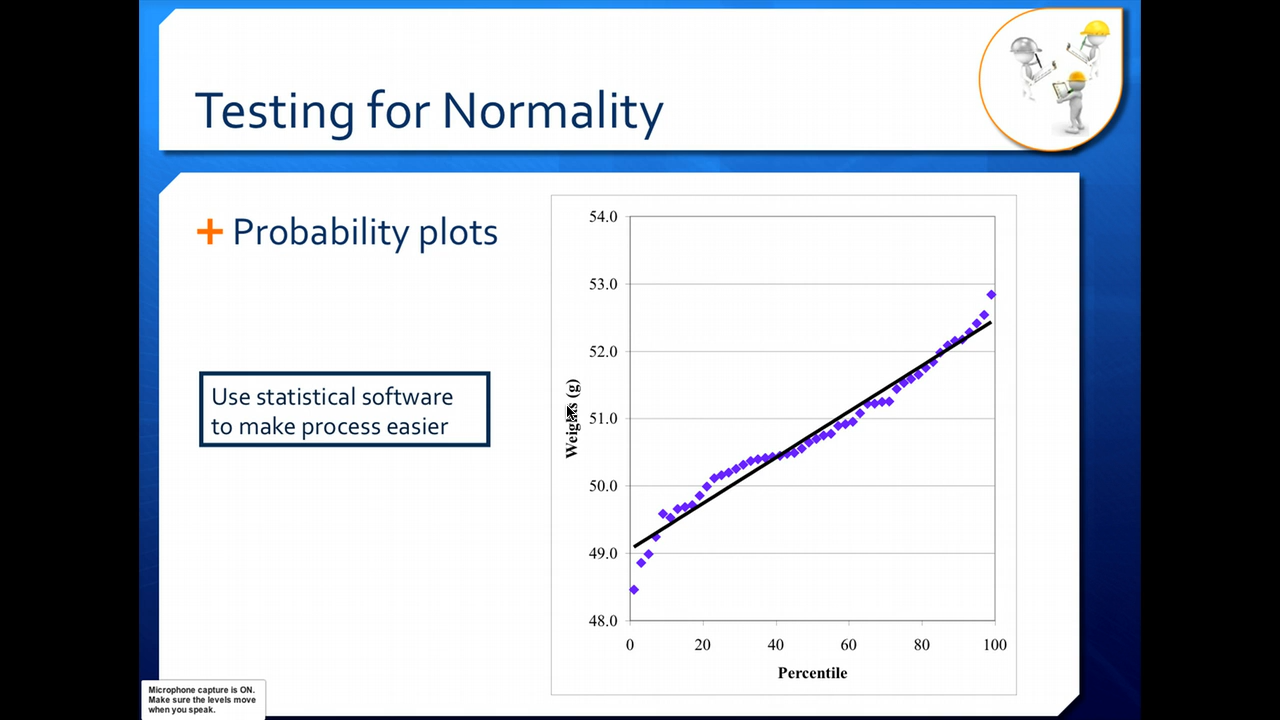 Testing for Normality
+ Probability plots
Use statistical software
to make process easier
54.0
53.0
52.0
51.0
50.0
49.0
48.0
Weights (g)
0 20 40 60 80 100
Percentile
Microphone capture is ON.
Make sure the levels move
when you speak.